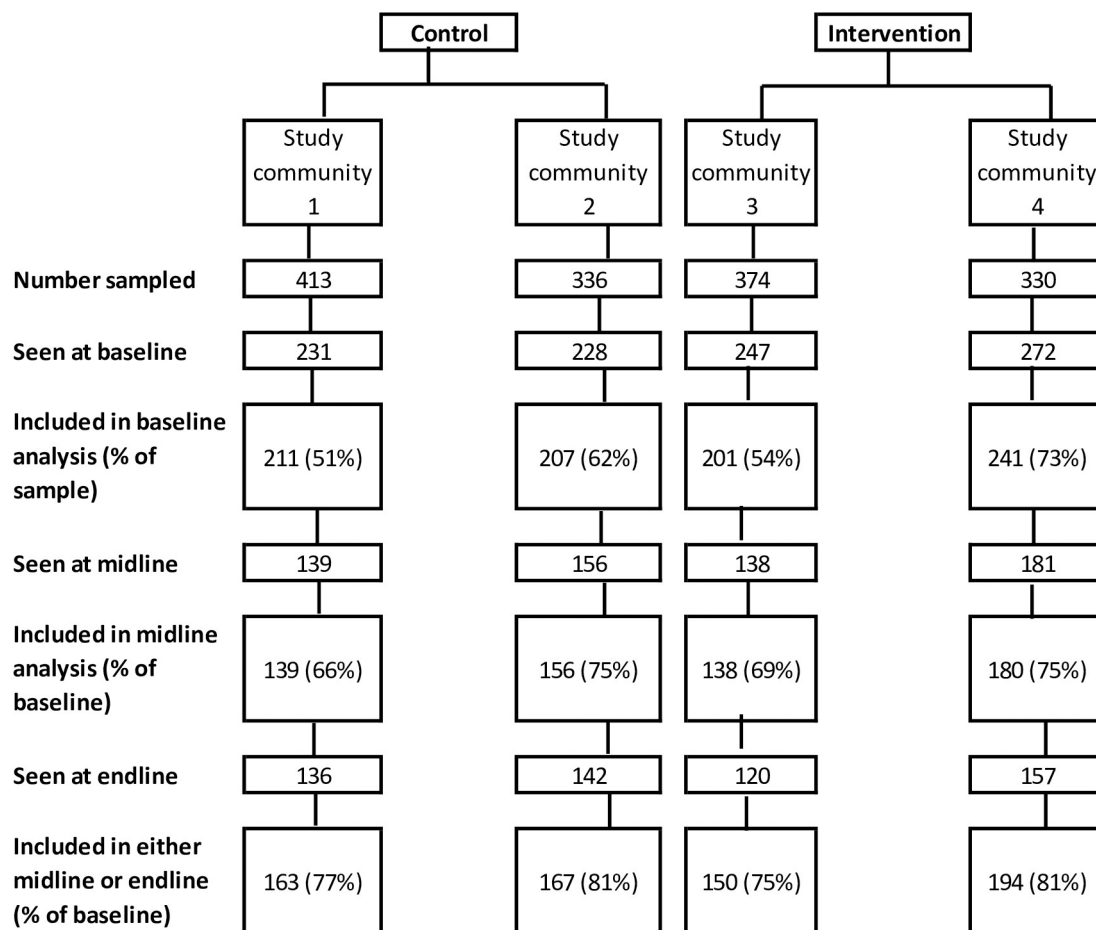 Control
Intervention
Study
community
1
Study
community
2
Study
community
3
Study
community
4
Number sampled
413
336
374
330
Seen at baseline
231
228
247
272
Included in baseline
analysis (% of
sample)
211 (51%)
207 (62%)
201 (54%)
241 (73%)
Seen at midline
139
156
138
181
Included in midline
analysis (% of
baseline)
139 (66%)
156 (75%)
138 (69%)
180 (75%)
Seen at endline
136
142
120
157
Included in either
midline or endline
(% of baseline)
163 (77%)
167 (81%)
150 (75%)
194 (81%)